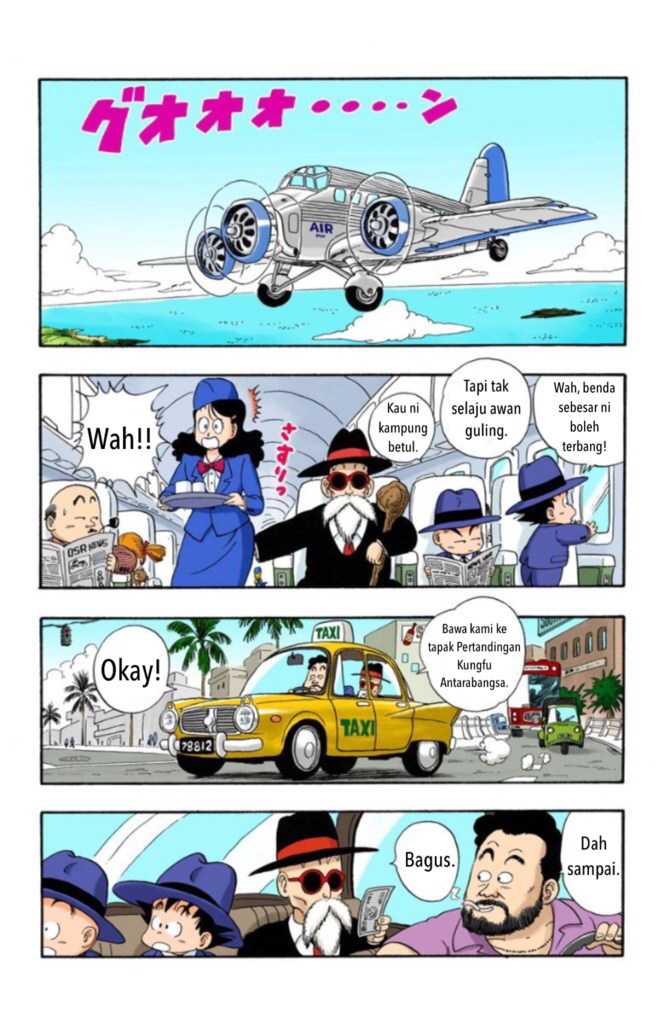 グオオオ・・・・ン
AIR
Wah, benda
sebesar ni
boleh
terbang!
Tapi tak
selaju awan
guling.
Kau ni
kampung
betul.
さすりっ
Wah!!
OSR NEWS
Bawa kami ke
tapak Pertandingan
Kungfu
Antarabangsa.
TAXI
Okay!
TAXI
78812
Dah
sampai.
Bagus.